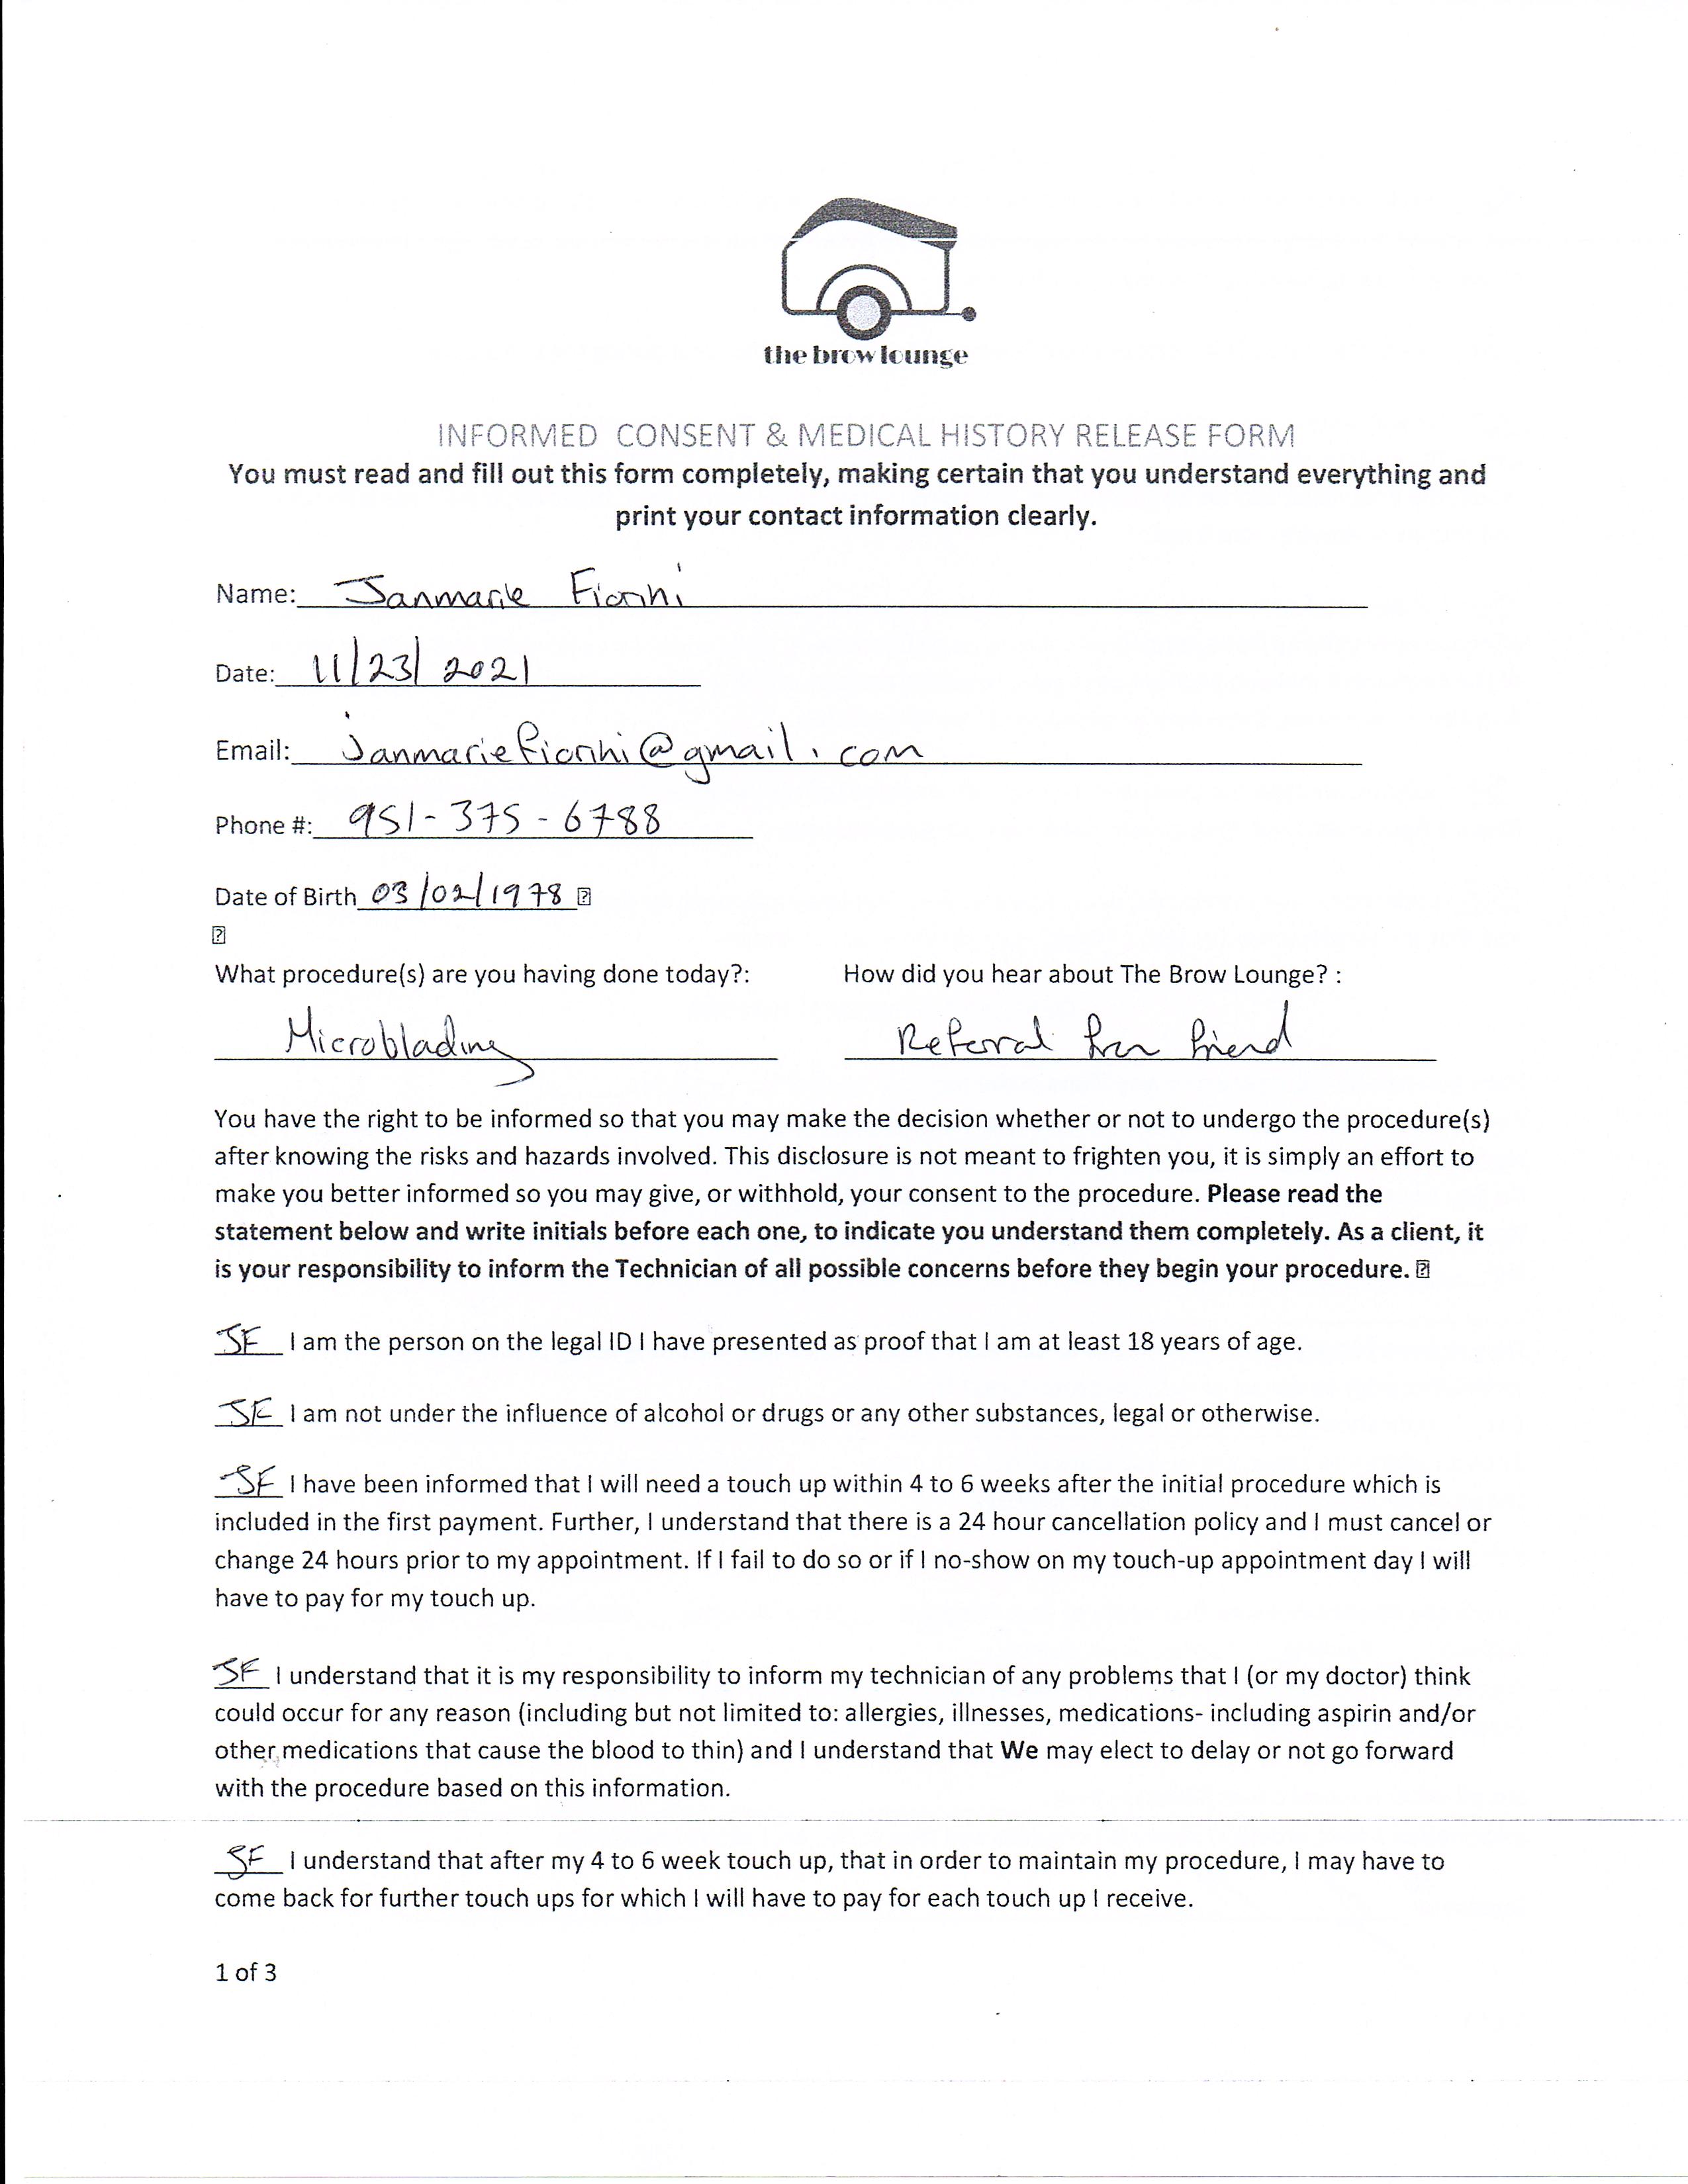 the brow lounge
INFORMED CONSENT & MEDICAL HISTORY RELEASE FORM
You must read and fill out this form completely, making certain that you understand everything and
print your contact information clearly.
Name: Janmarie Fiorini
Date: 11/23/2021
Email: janmariefiorini@gmail.com
Phone #: 951-375-6788
Date of Birth 03/02/1978
What procedure(s) are you having done today?: How did you hear about The Brow Lounge? :
Microblading Referral from friend
You have the right to be informed so that you may make the decision whether or not to undergo the procedure(s)
after knowing the risks and hazards involved. This disclosure is not meant to frighten you, it is simply an effort to
make you better informed so you may give, or withhold, your consent to the procedure. Please read the
statement below and write initials before each one, to indicate you understand them completely. As a client, it
is your responsibility to inform the Technician of all possible concerns before they begin your procedure.
JF I am the person on the legal ID I have presented as proof that I am at least 18 years of age.
JF I am not under the influence of alcohol or drugs or any other substances, legal or otherwise.
JF I have been informed that I will need a touch up within 4 to 6 weeks after the initial procedure which is
included in the first payment. Further, I understand that there is a 24 hour cancellation policy and I must cancel or
change 24 hours prior to my appointment. If I fail to do so or if I no-show on my touch-up appointment day I will
have to pay for my touch up.
JF I understand that it is my responsibility to inform my technician of any problems that I (or my doctor) think
could occur for any reason (including but not limited to: allergies, illnesses, medications- including aspirin and/or
other medications that cause the blood to thin) and I understand that We may elect to delay or not go forward
with the procedure based on this information.
JF I understand that after my 4 to 6 week touch up, that in order to maintain my procedure, I may have to
come back for further touch ups for which I will have to pay for each touch up I receive.
1 of 3